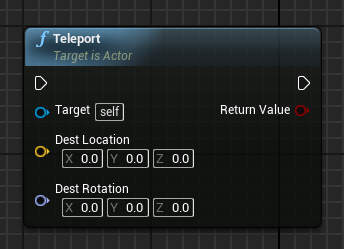 f Teleport
Target is Actor
Target self Return Value
Dest Location
X 0.0 Y 0.0 Z 0.0
Dest Rotation
X 0.0 Y 0.0 Z 0.0